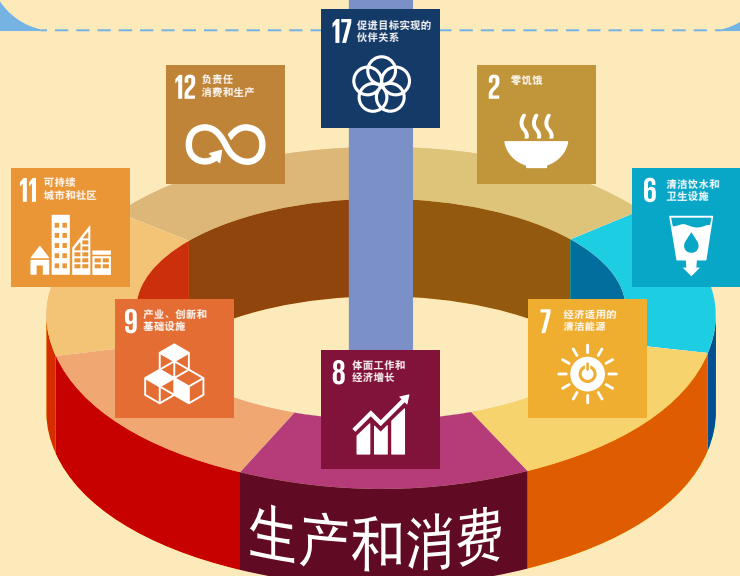 17 促进目标实现的
伙伴关系
12 负责任
消费和生产
2 零饥饿
11 可持续
城市和社区
6 清洁饮水和
卫生设施
9 产业、创新和
基础设施
7 经济适用的
清洁能源
8 体面工作和
经济增长
生产和消费